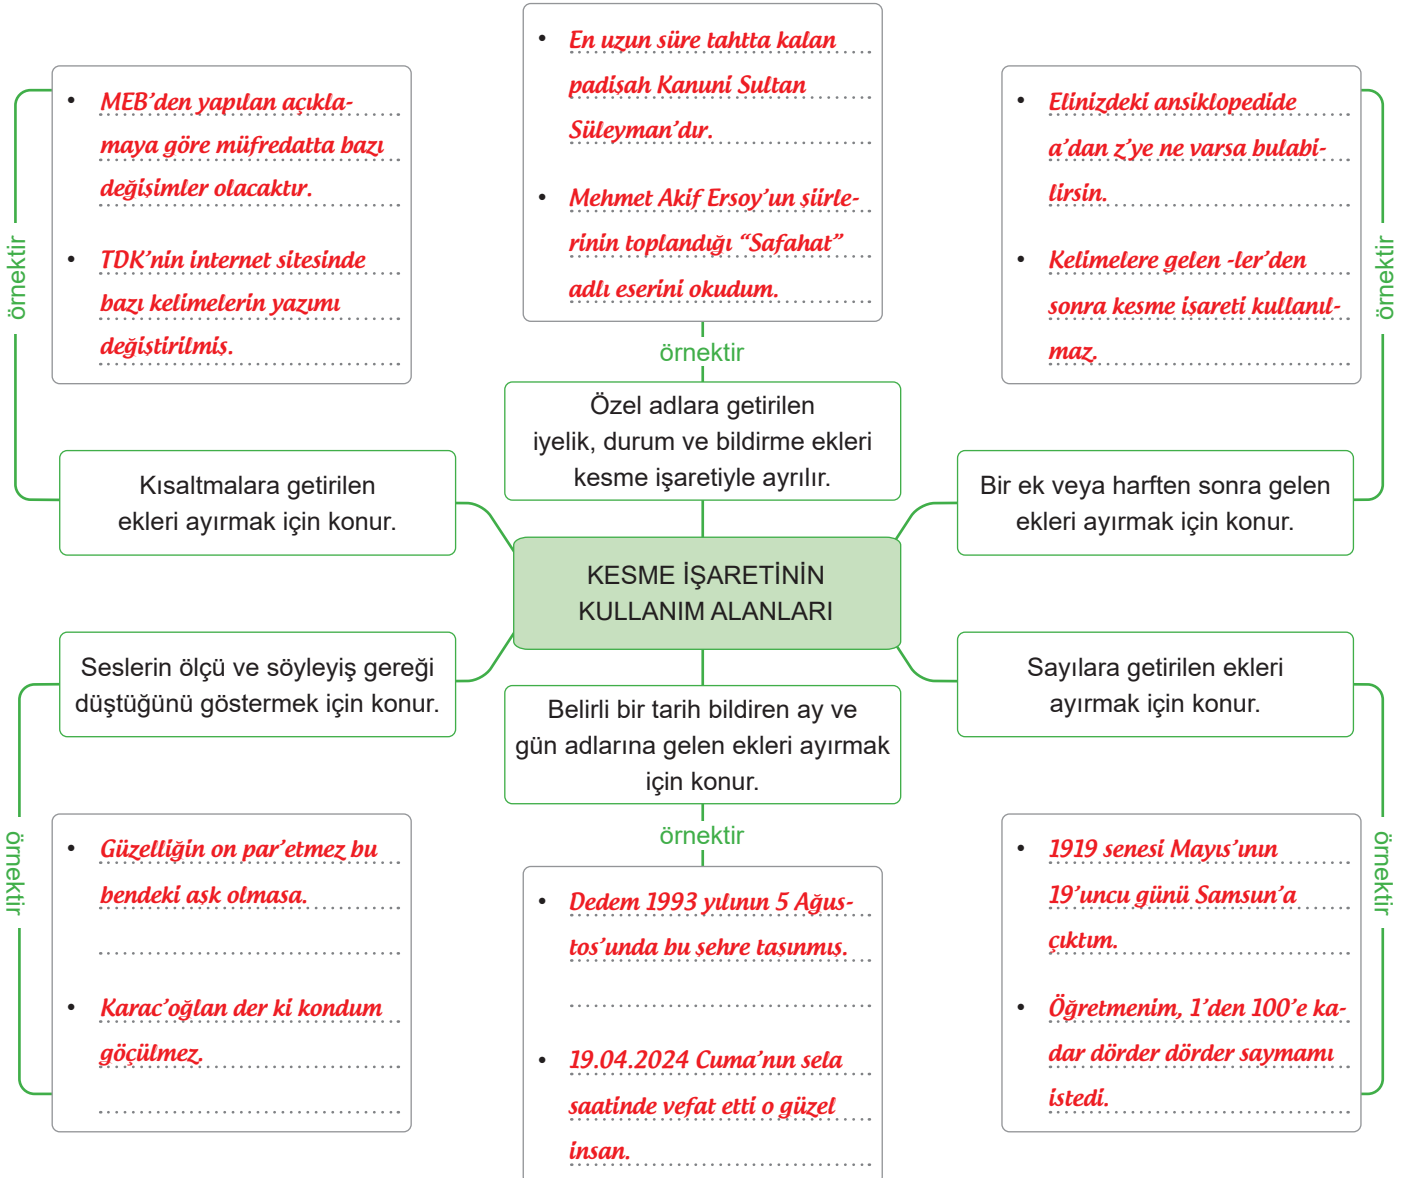 • MEB’den yapılan açıkla-
maya göre müfredatta bazı
değişimler olacaktır.
• TDK’nin internet sitesinde
bazı kelimelerin yazımı
değiştirilmiş.
örnektir
Kısaltmalara getirilen
ekleri ayırmak için konur.
• En uzun süre tahtta kalan
padişah Kanuni Sultan
Süleyman’dır.
• Mehmet Akif Ersoy’un şiirle-
rinin toplandığı “Safahat”
adlı eserini okudum.
örnektir
Özel adlara getirilen
iyelik, durum ve bildirme ekleri
kesme işaretiyle ayrılır.
• Elinizdeki ansiklopedide
a’dan z’ye ne varsa bulabi-
lirsin.
• Kelimelere gelen -ler’den
sonra kesme işareti kullanıl-
maz.
örnektir
Bir ek veya harften sonra gelen
ekleri ayırmak için konur.
KESME İŞARETİNİN
KULLANIM ALANLARI
Seslerin ölçü ve söyleyiş gereği
düştüğünü göstermek için konur.
örnektir
• Güzelliğin on par’etmez bu
bendeki aşk olmasa.
• Karac’oğlan der ki kondum
göçülmez.
Belirli bir tarih bildiren ay ve
gün adlarına gelen ekleri ayırmak
için konur.
örnektir
• Dedem 1993 yılının 5 Ağus-
tos’unda bu şehre taşınmış.
• 19.04.2024 Cuma’nın sela
saatinde vefat etti o güzel
insan.
Sayılara getirilen ekleri
ayırmak için konur.
örnektir
• 1919 senesi Mayıs’ının
19’uncu günü Samsun’a
çıktım.
• Öğretmenim, 1’den 100’e ka-
dar dörder dörder saymamı
istedi.